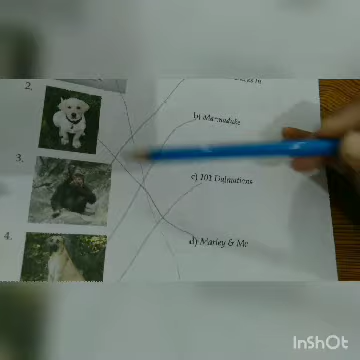 2.
b) Marmaduke
3.
c) 101 Dalmatians
4.
d) Marley & Me
InShOt